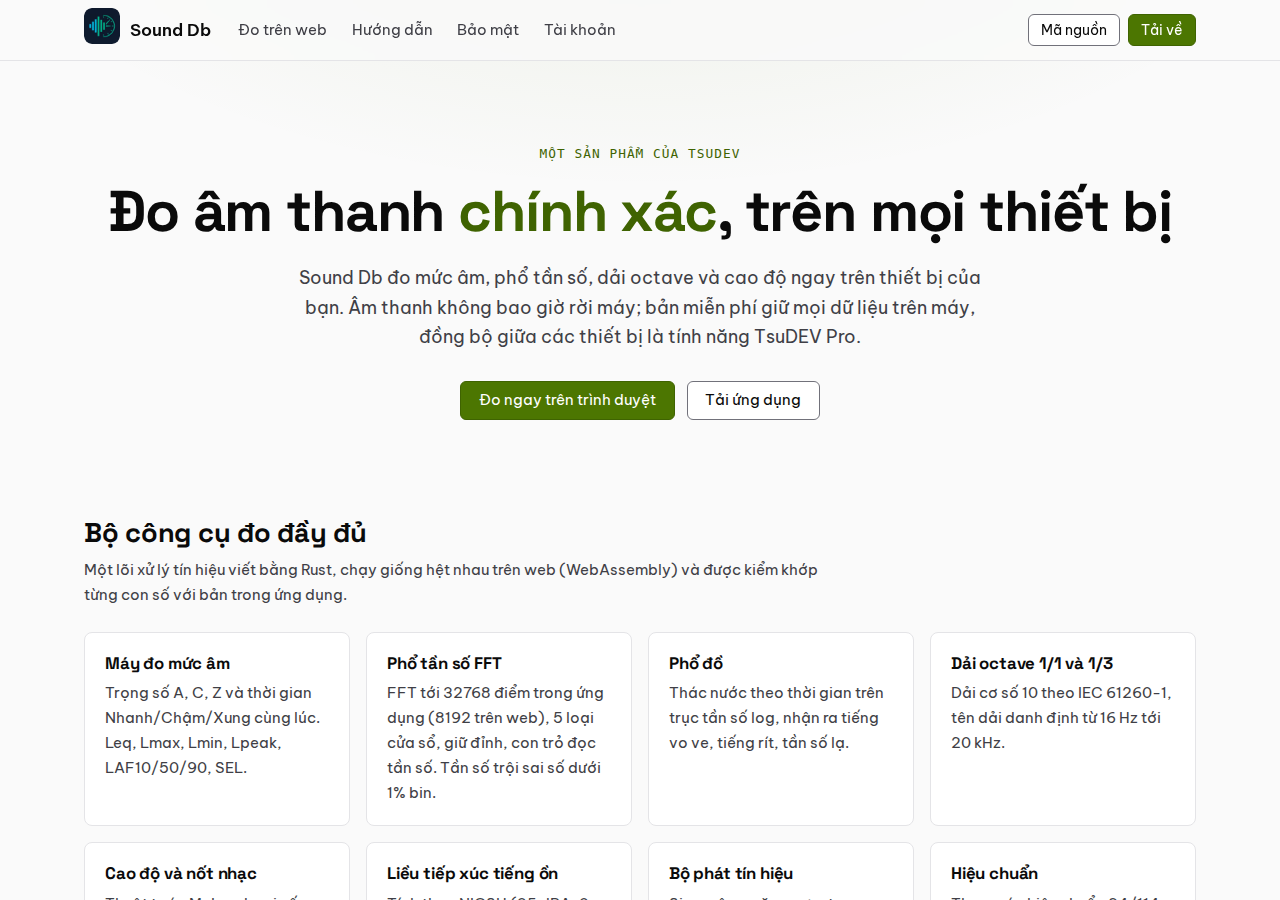 Sound Db
Đo trên web
Hướng dẫn
Bảo mật
Tài khoản
Mã nguồn
Tải về
MỘT SẢN PHẨM CỦA TSUDEV
Đo âm thanh chính xác, trên mọi thiết bị
Sound Db đo mức âm, phổ tần số, dải octave và cao độ ngay trên thiết bị của
bạn. Âm thanh không bao giờ rời máy; bản miễn phí giữ mọi dữ liệu trên máy,
đồng bộ giữa các thiết bị là tính năng TsuDEV Pro.
Đo ngay trên trình duyệt
Tải ứng dụng
Bộ công cụ đo đầy đủ
Một lõi xử lý tín hiệu viết bằng Rust, chạy giống hệt nhau trên web (WebAssembly) và được kiểm khớp
từng con số với bản trong ứng dụng.
Máy đo mức âm
Trọng số A, C, Z và thời gian
Nhanh/Chậm/Xung cùng lúc.
Leq, Lmax, Lmin, Lpeak,
LAF10/50/90, SEL.
Phổ tần số FFT
FFT tới 32768 điểm trong ứng
dụng (8192 trên web), 5 loại
cửa sổ, giữ đỉnh, con trỏ đọc
tần số. Tần số trội sai số dưới
1% bin.
Phổ đồ
Thác nước theo thời gian trên
trục tần số log, nhận ra tiếng
vo ve, tiếng rít, tần số lạ.
Dải octave 1/1 và 1/3
Dải cơ số 10 theo IEC 61260-1,
tên dải danh định từ 16 Hz tới
20 kHz.
Cao độ và nốt nhạc
Liều tiếp xúc tiếng ồn
Bộ phát tín hiệu
Hiệu chuẩn